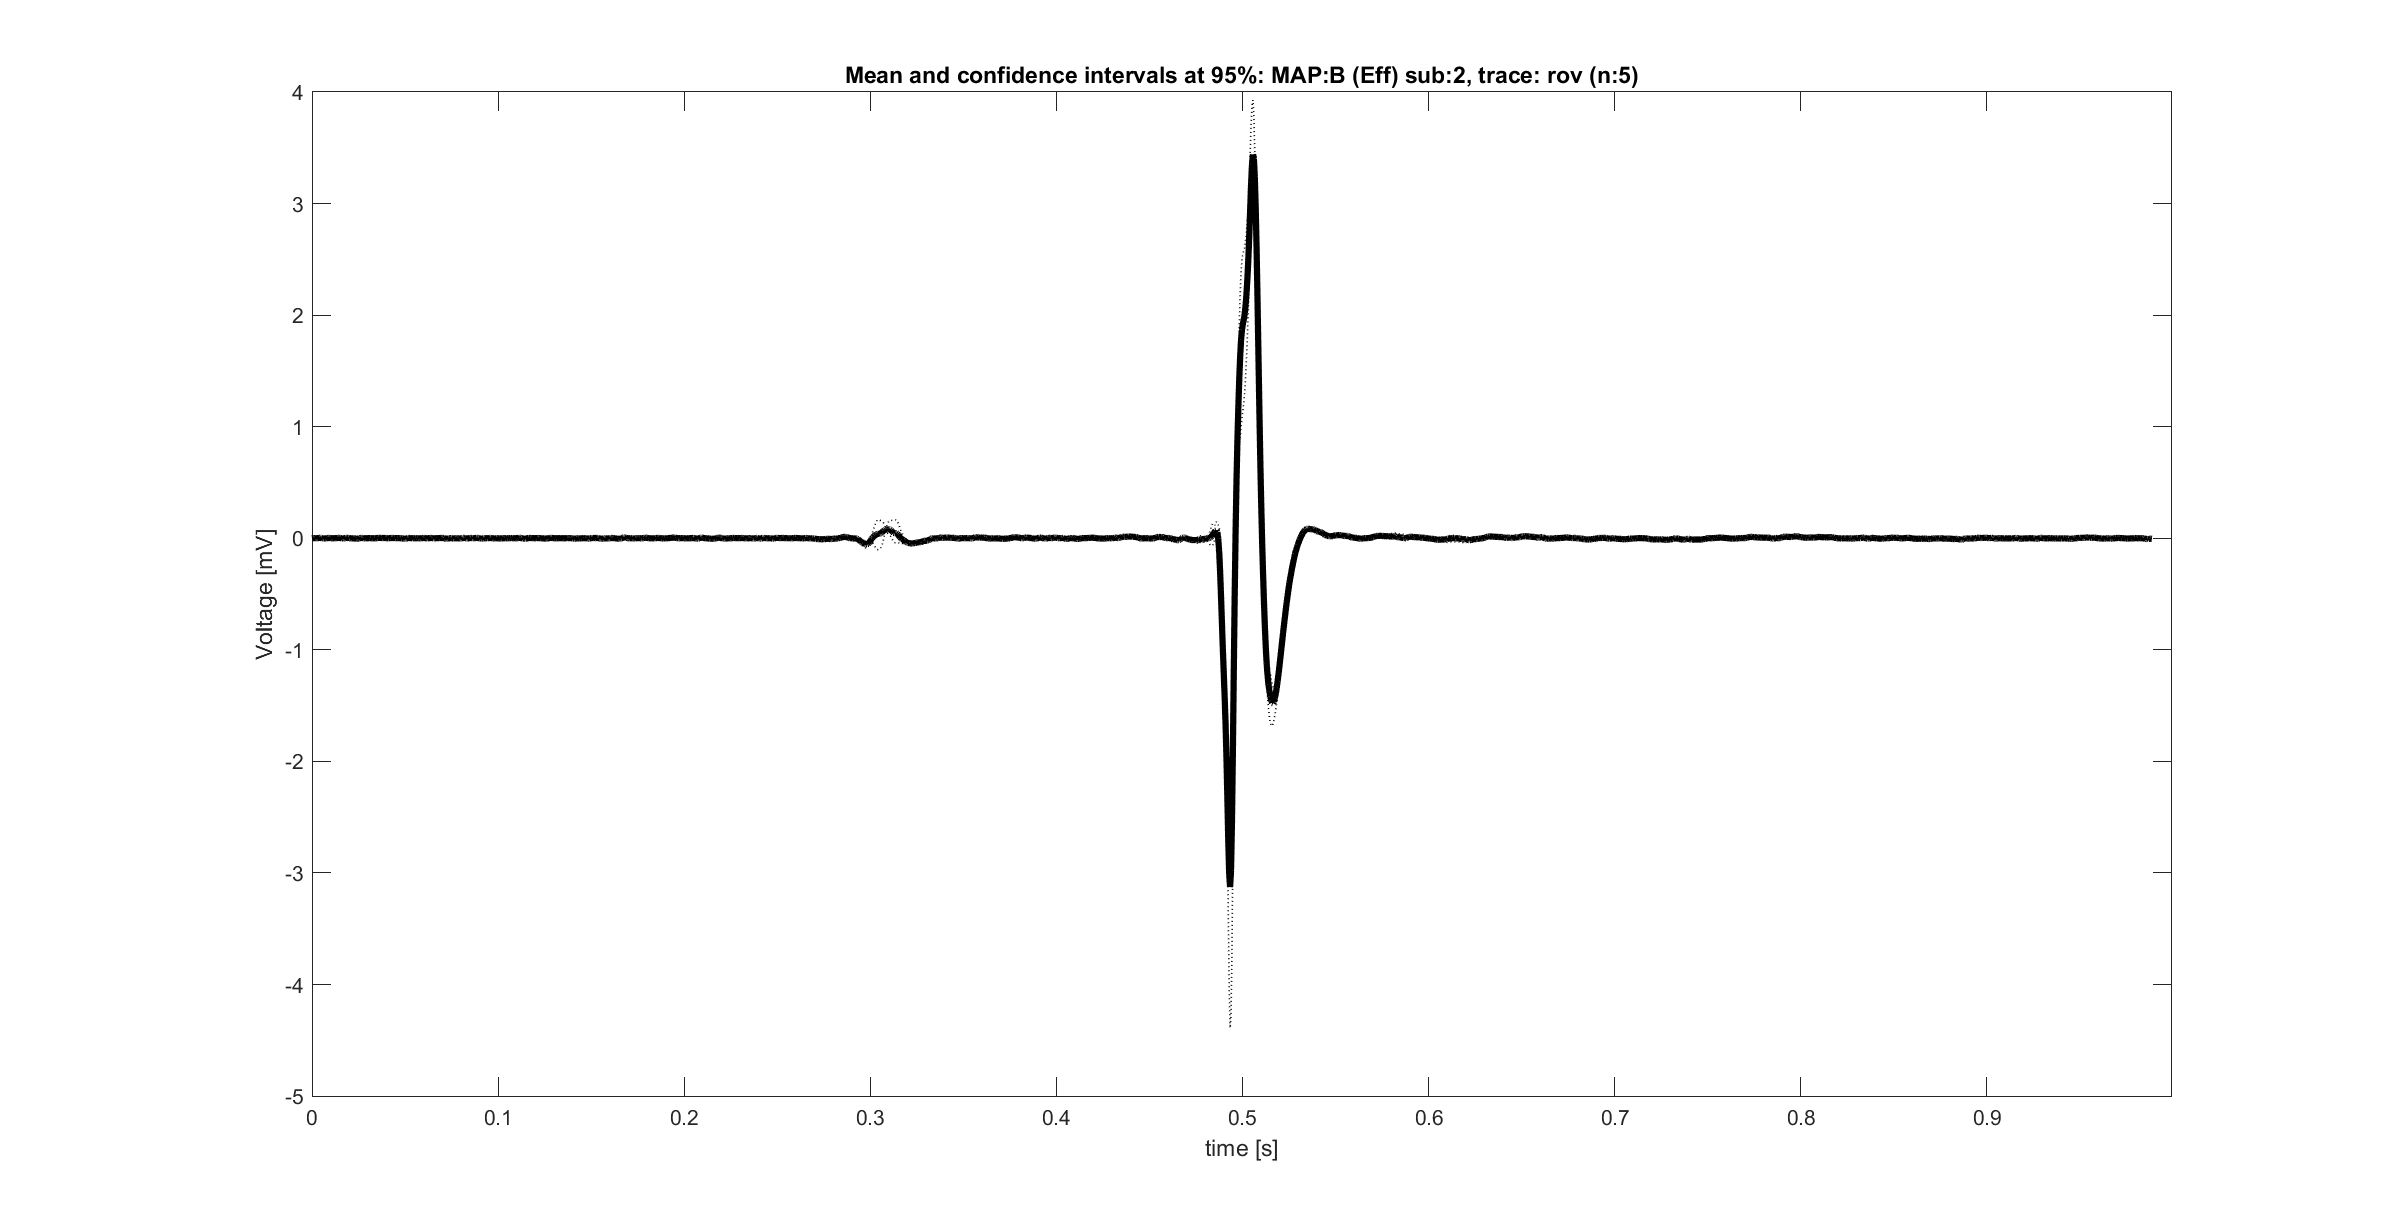 Mean and confidence intervals at 95%: MAP:B (Eff) sub:2, trace: rov (n:5)
4
3
2
1
0
-1
-2
-3
-4
-5
Voltage [mV]
0 0.1 0.2 0.3 0.4 0.5 0.6 0.7 0.8 0.9
time [s]